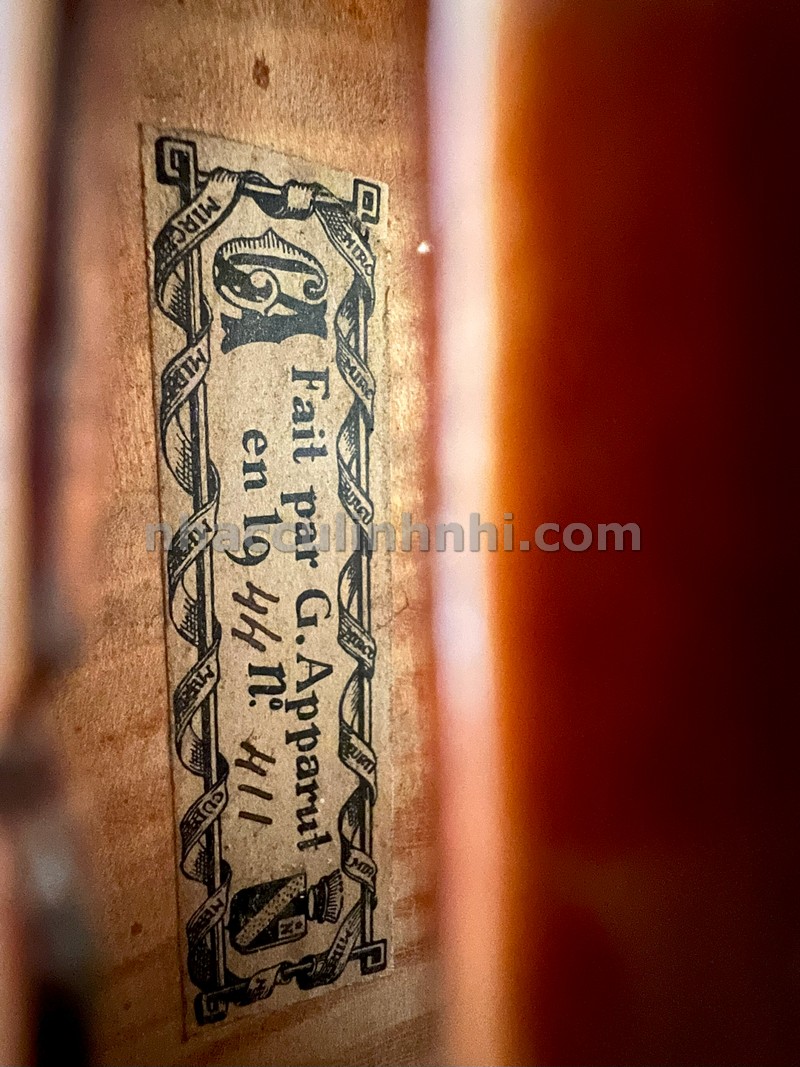 GA
Fait par G. Apparut
en 1944 nº. 411
nhacculinhnhi.com